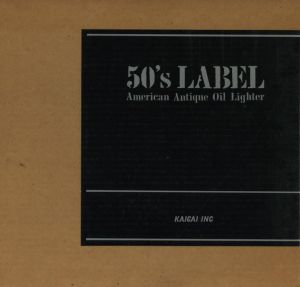 50's LABEL
American Antique Oil Lighter
KAIGAI INC